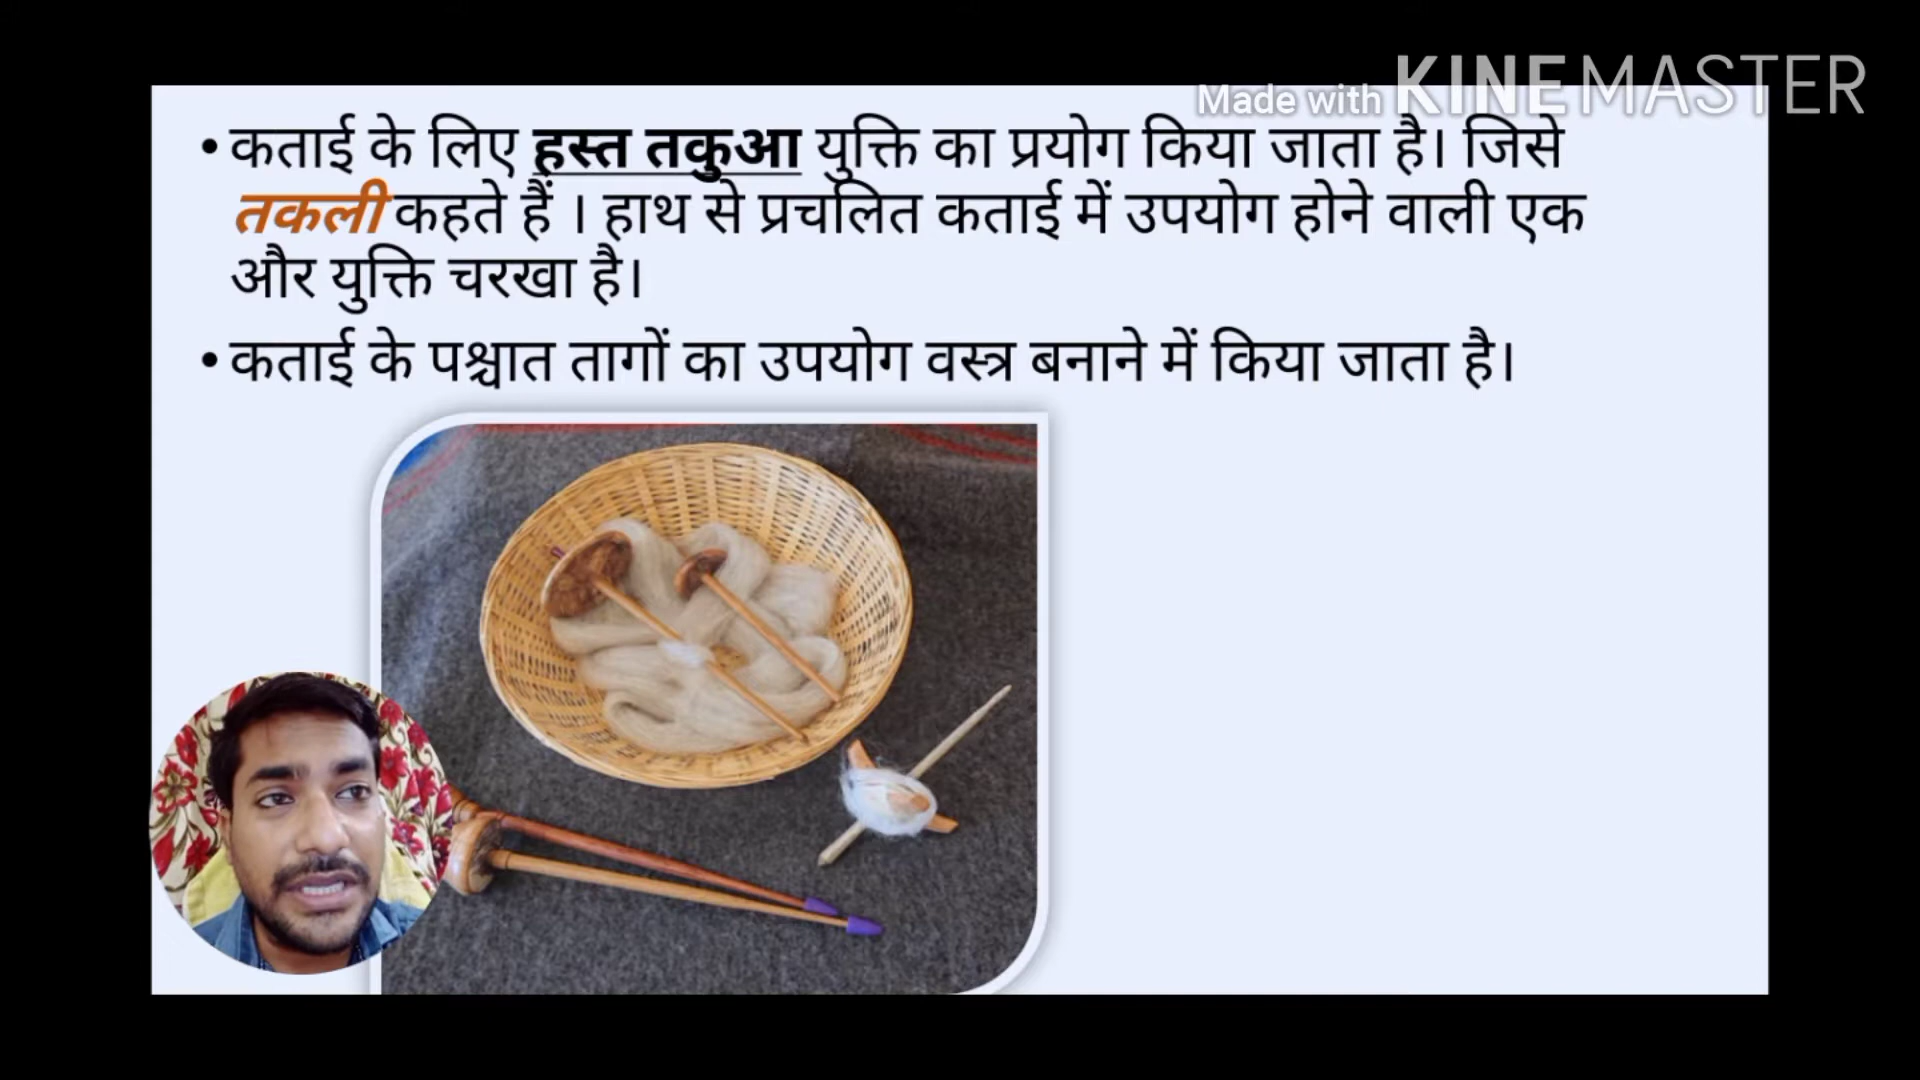 Made with KINEMASTER
• कताई के लिए हस्त तकुआ युक्ति का प्रयोग किया जाता है। जिसे
तकली कहते हैं । हाथ से प्रचलित कताई में उपयोग होने वाली एक
और युक्ति चरखा है।
• कताई के पश्चात तागों का उपयोग वस्त्र बनाने में किया जाता है।